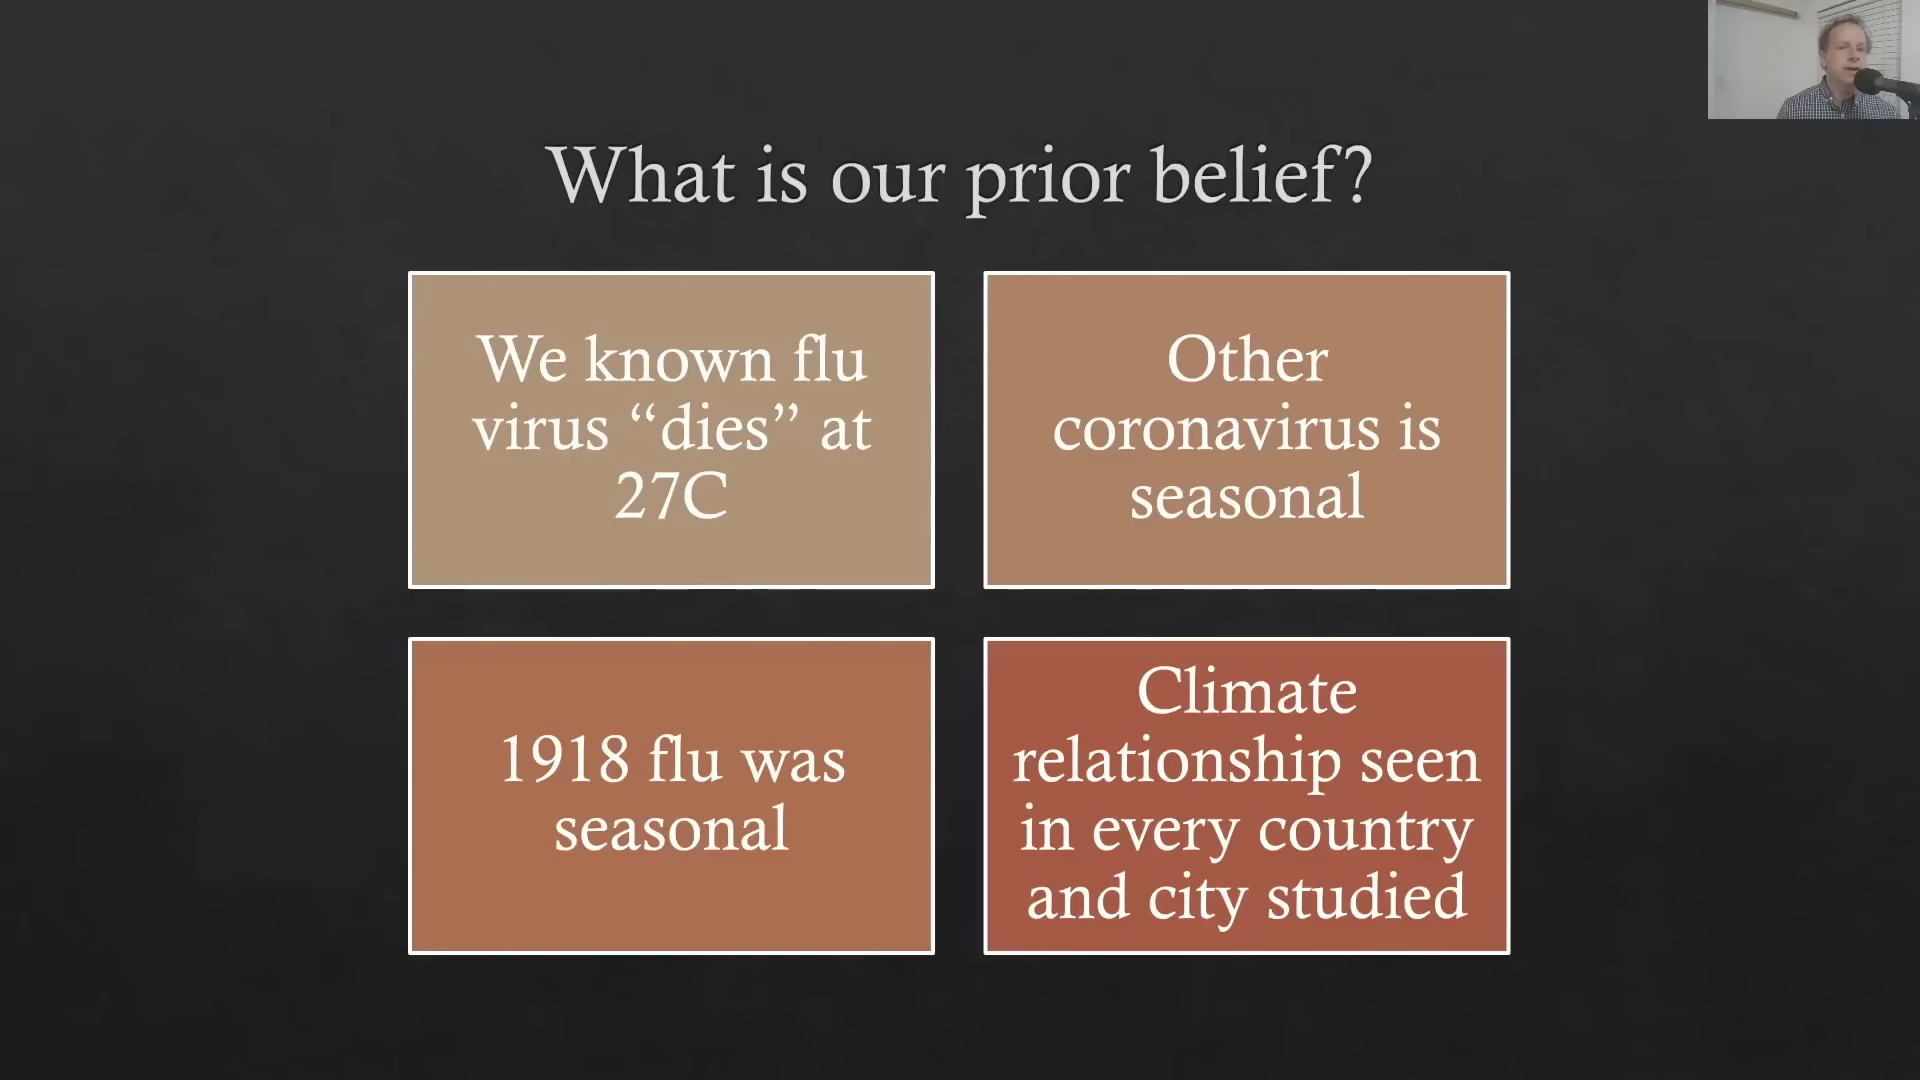 What is our prior belief?
We known flu
virus “dies” at
27C
Other
coronavirus is
seasonal
1918 flu was
seasonal
Climate
relationship seen
in every country
and city studied